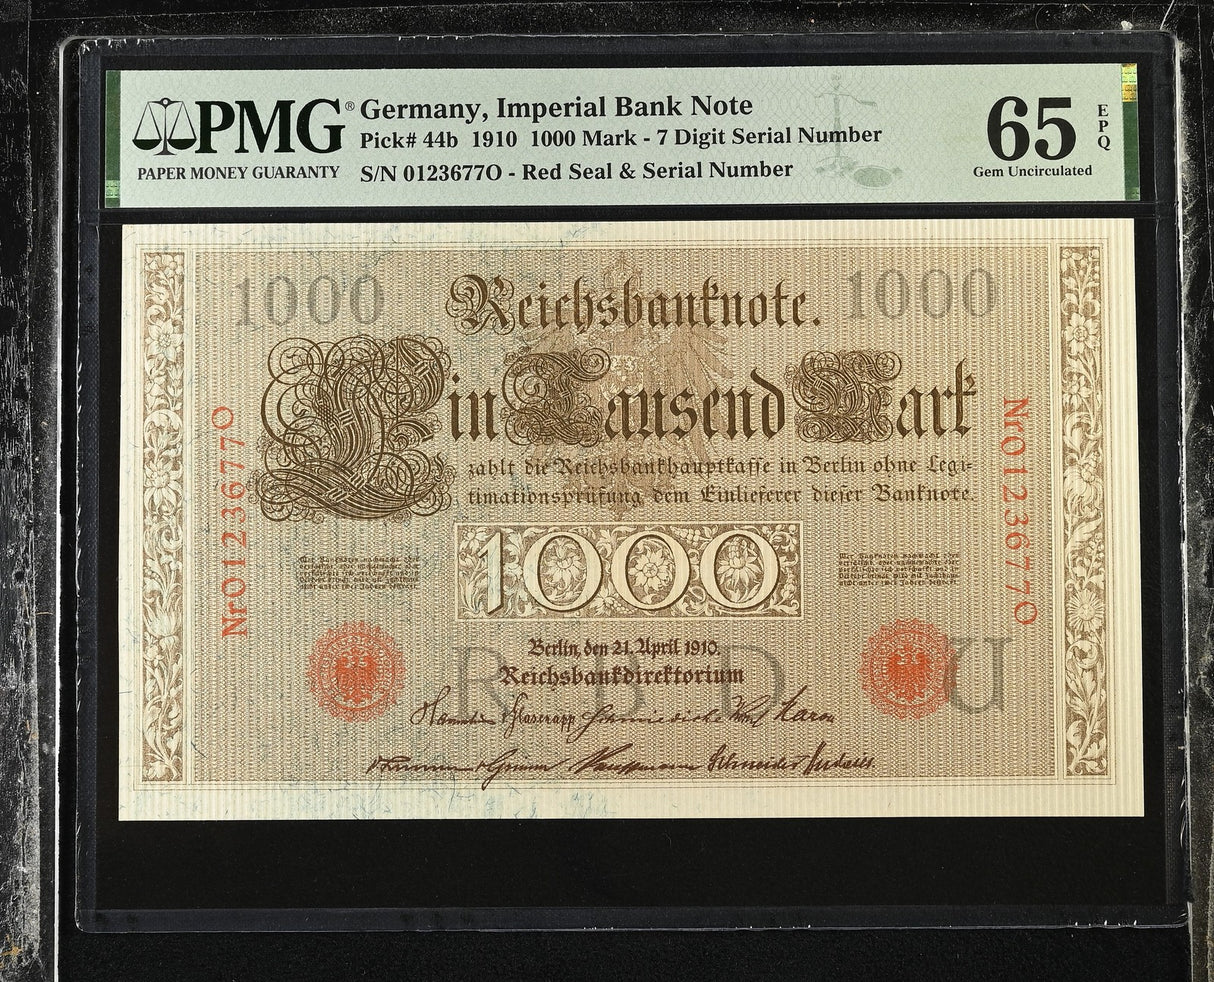 PMG®
PAPER MONEY GUARANTY
Germany, Imperial Bank Note
Pick# 44b 1910 1000 Mark - 7 Digit Serial Number
S/N 0123677O - Red Seal & Serial Number
65
EPQ
Gem Uncirculated
1000
Reichsbanknote.
1000
Ein Tausend Mark
zahlt die Reichsbankhauptkasse in Berlin ohne Legi-
timationsprüfung dem Einlieferer dieser Banknote.
Nr0123677O
Nr0123677O
1000
Berlin, den 21. April 1910.
Reichsbankdirektorium
R B D U